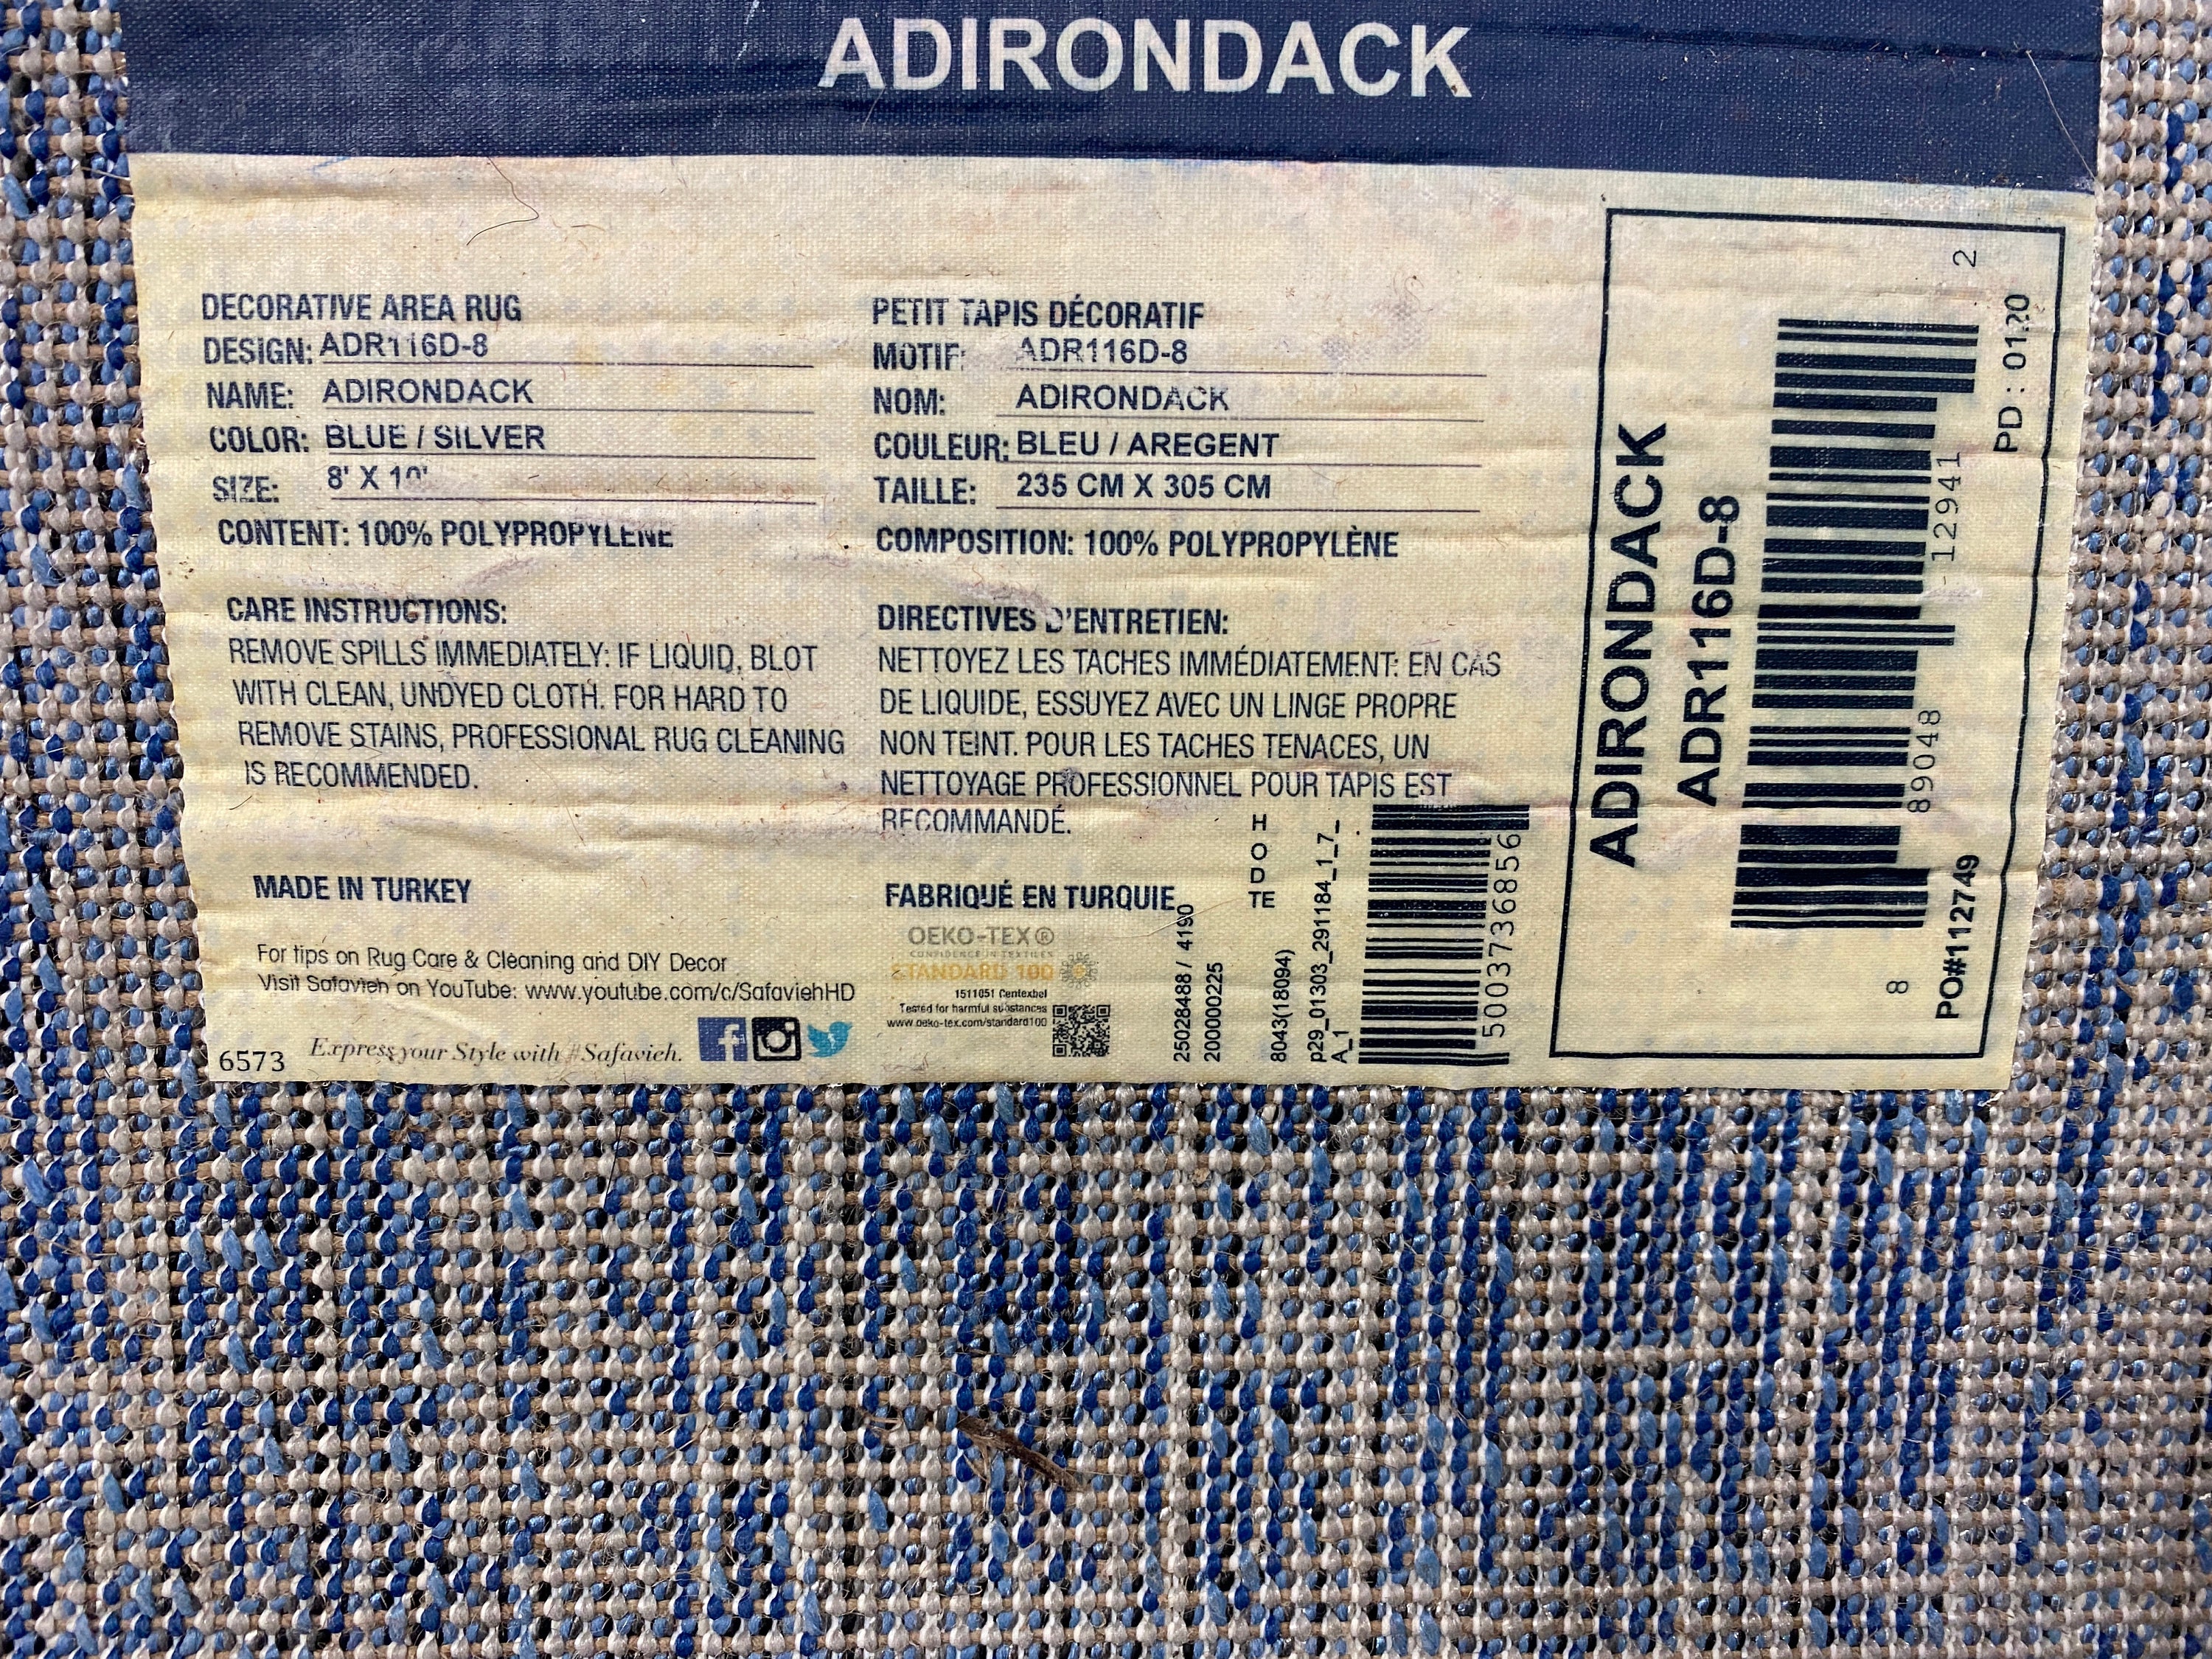 ADIRONDACK
DECORATIVE AREA RUG
DESIGN: ADR116D-8
NAME: ADIRONDACK
COLOR: BLUE / SILVER
SIZE: 8' X 10'
CONTENT: 100% POLYPROPYLENE
CARE INSTRUCTIONS:
REMOVE SPILLS IMMEDIATELY: IF LIQUID, BLOT
WITH CLEAN, UNDYED CLOTH. FOR HARD TO
REMOVE STAINS, PROFESSIONAL RUG CLEANING
IS RECOMMENDED.
MADE IN TURKEY
For tips on Rug Care & Cleaning and DIY Decor
Visit Safavieh on YouTube: www.youtube.com/c/SafaviehHD
6573
Express your Style with #Safavieh.
PETIT TAPIS DÉCORATIF
MOTIF: ADR116D-8
NOM: ADIRONDACK
COULEUR: BLEU / AREGENT
TAILLE: 235 CM X 305 CM
COMPOSITION: 100% POLYPROPYLÈNE
DIRECTIVES D'ENTRETIEN:
NETTOYEZ LES TACHES IMMÉDIATEMENT: EN CAS
DE LIQUIDE, ESSUYEZ AVEC UN LINGE PROPRE
NON TEINT. POUR LES TACHES TENACES, UN
NETTOYAGE PROFESSIONNEL POUR TAPIS EST
RECOMMANDÉ.
FABRIQUÉ EN TURQUIE
OEKO-TEX®
CONFIDENCE IN TEXTILES
STANDARD 100
1511051 Centexbel
Tested for harmful substances
www.oeko-tex.com/standard100
25028488 / 4190
200000225
H
O
D
TE
8043(18094)
p29_01303_291184_1_7_
A_1
5003736856
ADIRONDACK
ADR116D-8
8 89048 12941 2
PO#112749
PD : 0120